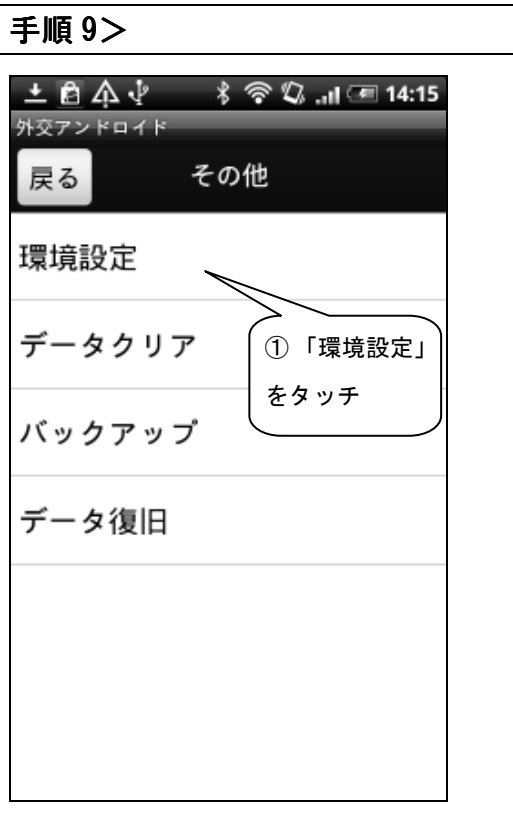 手順 9＞
14:15
外交アンドロイド
戻る
その他
環境設定
データクリア
①「環境設定」
をタッチ
バックアップ
データ復旧